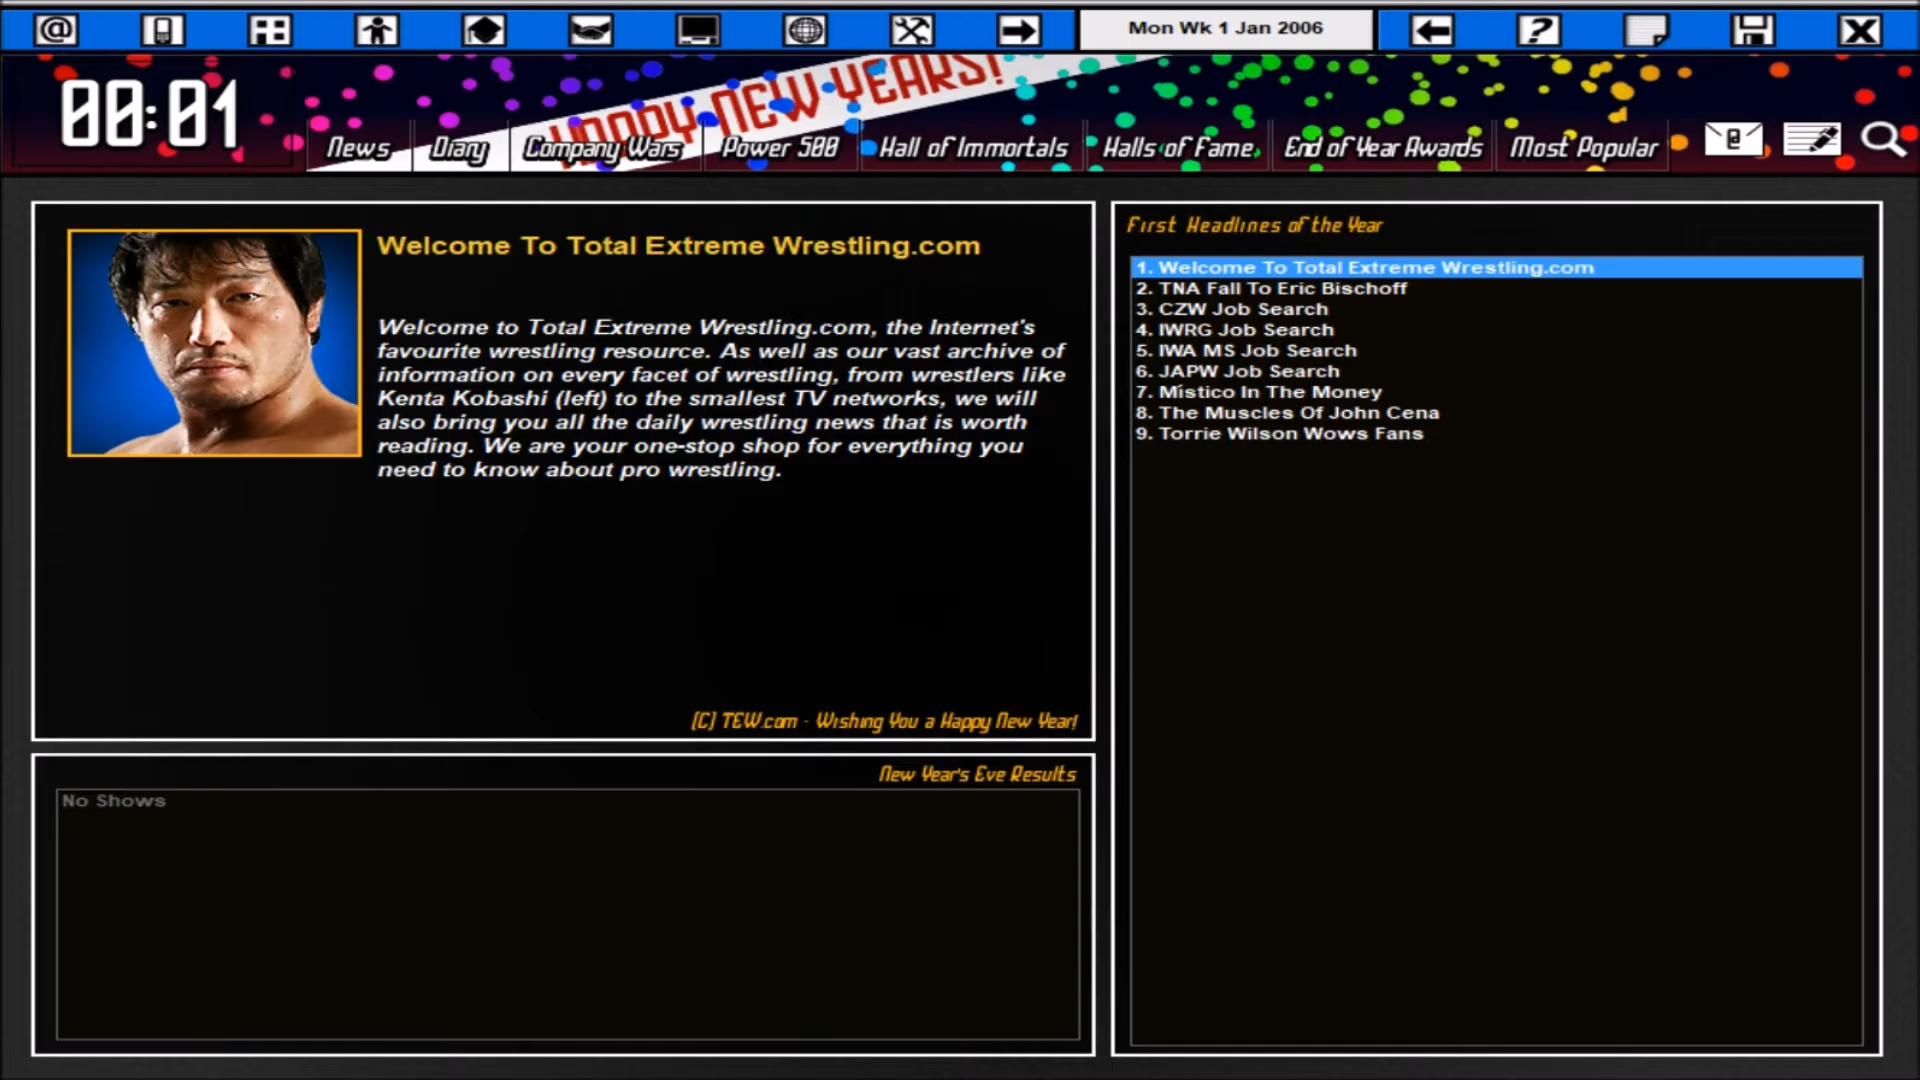 Mon Wk 1 Jan 2006
HAPPY NEW YEARS!
00:01
News
Diary
Company Wars
Power 500
Hall of Immortals
Halls of Fame
End of Year Awards
Most Popular
Welcome To Total Extreme Wrestling.com
Welcome to Total Extreme Wrestling.com, the Internet's
favourite wrestling resource. As well as our vast archive of
information on every facet of wrestling, from wrestlers like
Kenta Kobashi (left) to the smallest TV networks, we will
also bring you all the daily wrestling news that is worth
reading. We are your one-stop shop for everything you
need to know about pro wrestling.
(C) TEW.com - Wishing You a Happy New Year!
New Year's Eve Results
No Shows
First Headlines of the Year
1. Welcome To Total Extreme Wrestling.com
2. TNA Fall To Eric Bischoff
3. CZW Job Search
4. IWRG Job Search
5. IWA MS Job Search
6. JAPW Job Search
7. Místico In The Money
8. The Muscles Of John Cena
9. Torrie Wilson Wows Fans